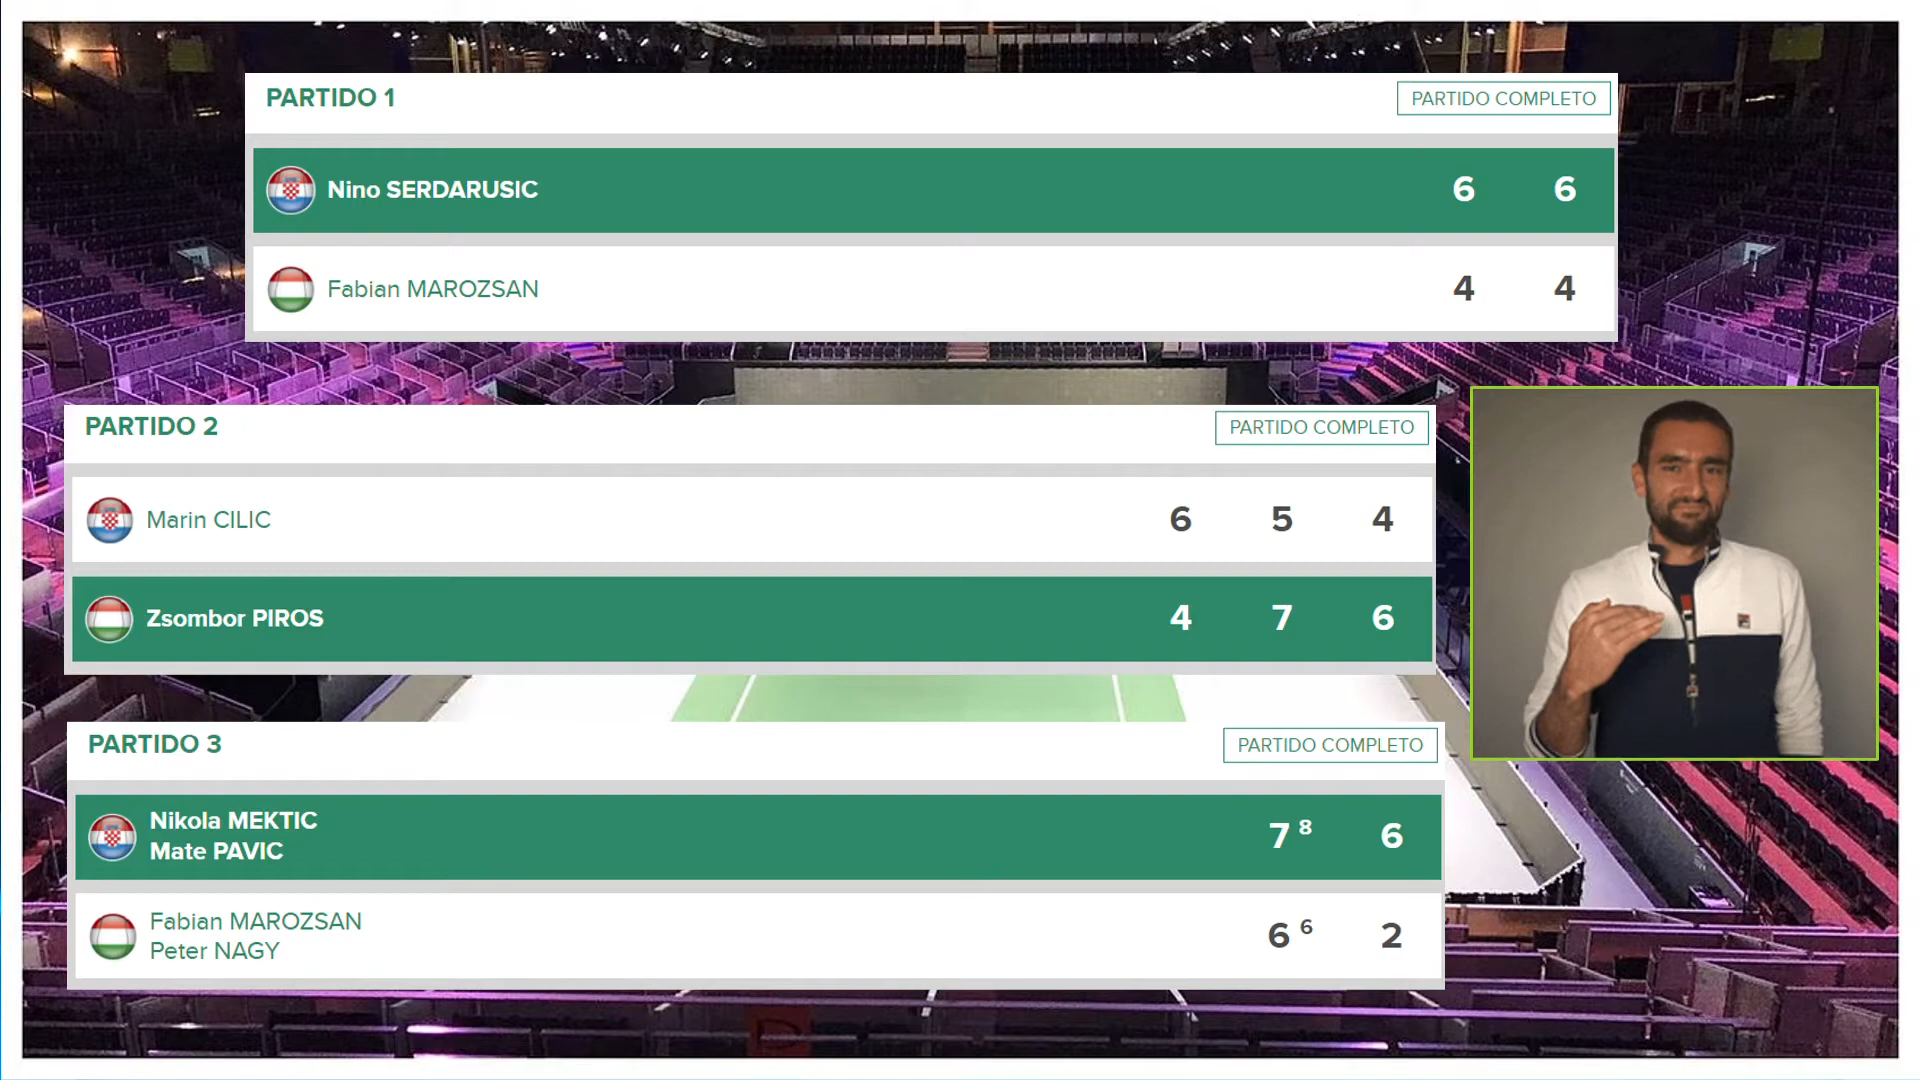 PARTIDO 1
PARTIDO COMPLETO
Nino SERDARUSIC 6 6
Fabian MAROZSAN 4 4
PARTIDO 2
PARTIDO COMPLETO
Marin CILIC 6 5 4
Zsombor PIROS 4 7 6
PARTIDO 3
PARTIDO COMPLETO
Nikola MEKTIC
Mate PAVIC
7 8 6
Fabian MAROZSAN
Peter NAGY
6 6 2